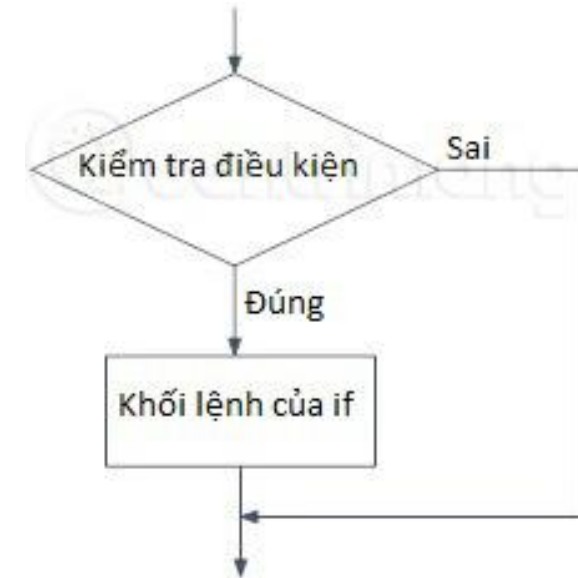 Kiểm tra điều kiện
Sai
Đúng
Khối lệnh của if